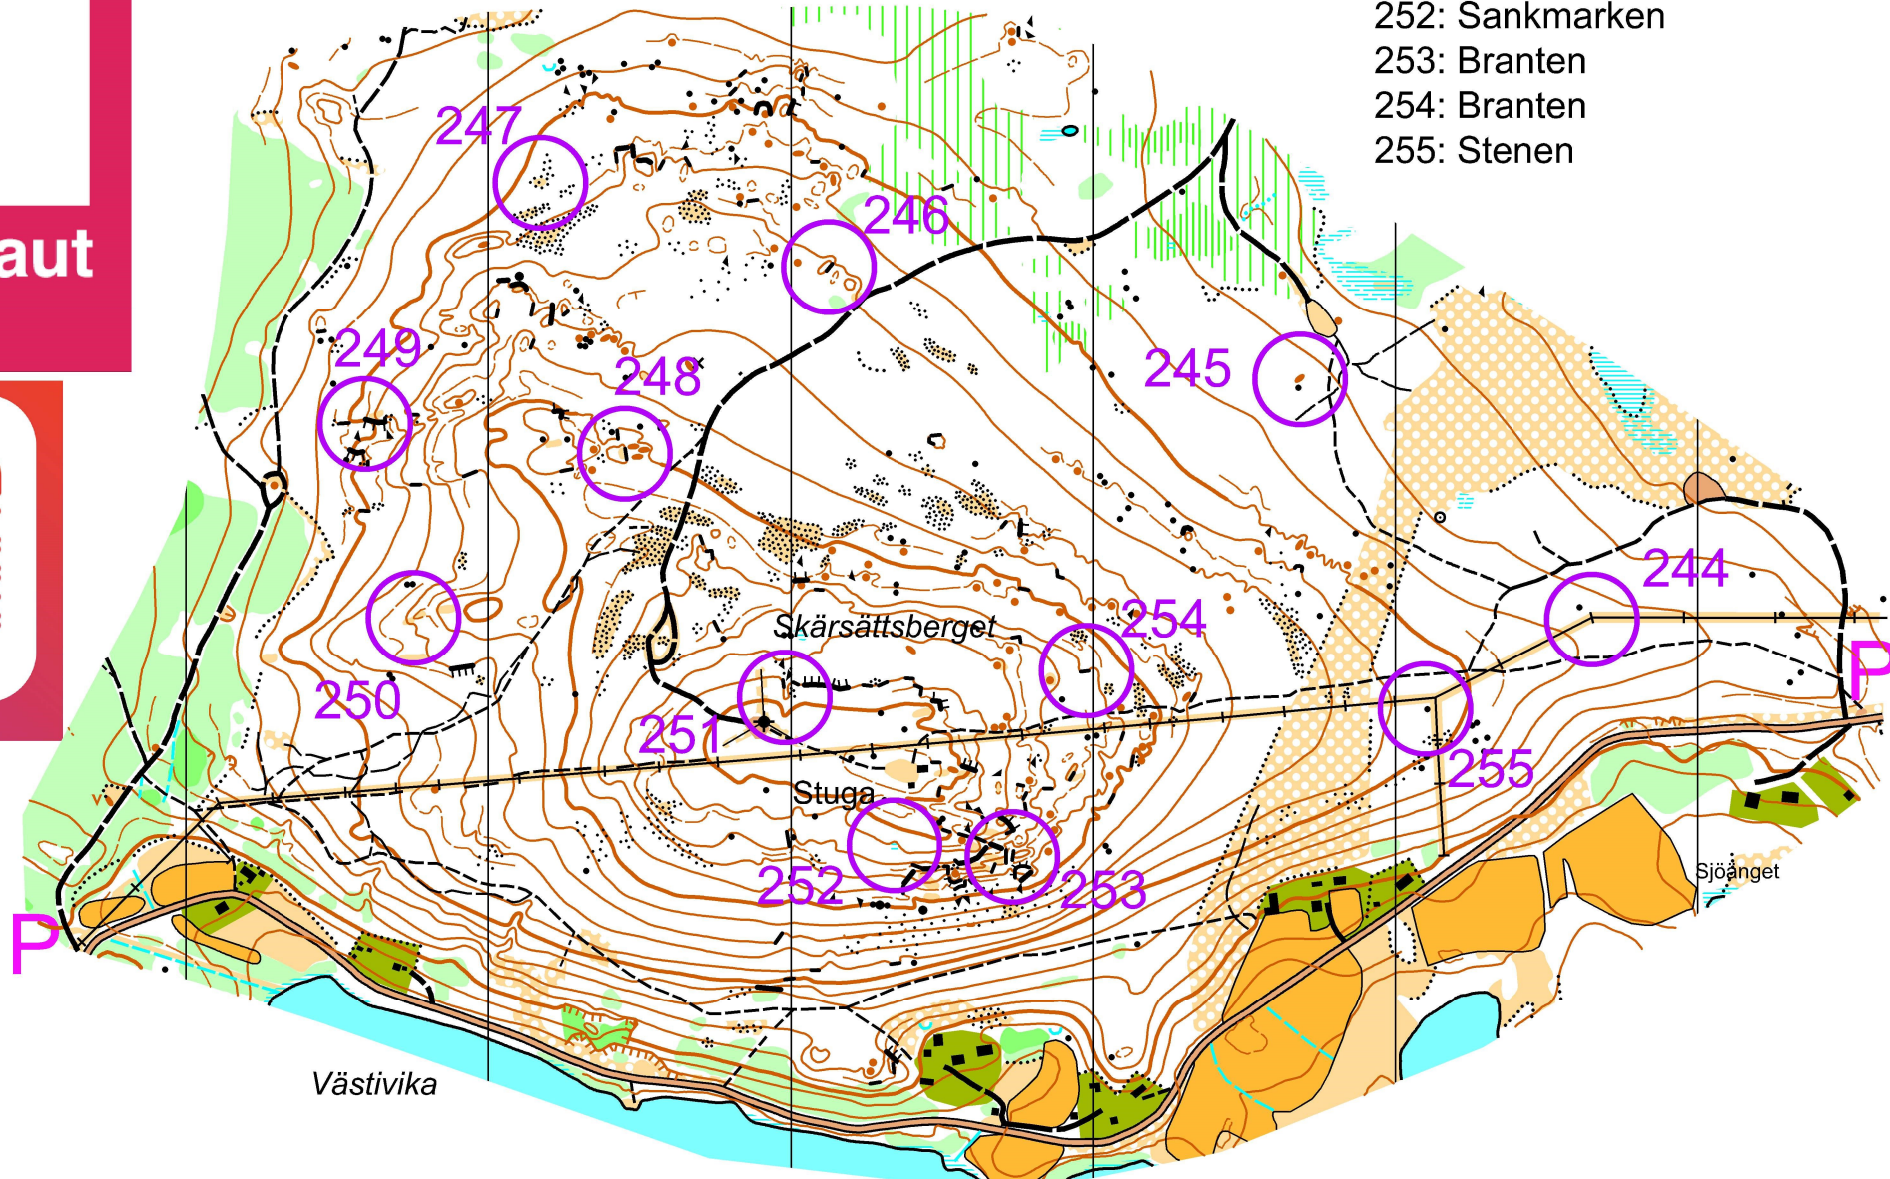 252: Sankmarken
253: Branten
254: Branten
255: Stenen
aut
247
246
249
248
245
244
Skärsättsberget
254
P
250
251
255
Stuga
252
253
Sjöänget
P
Västivika